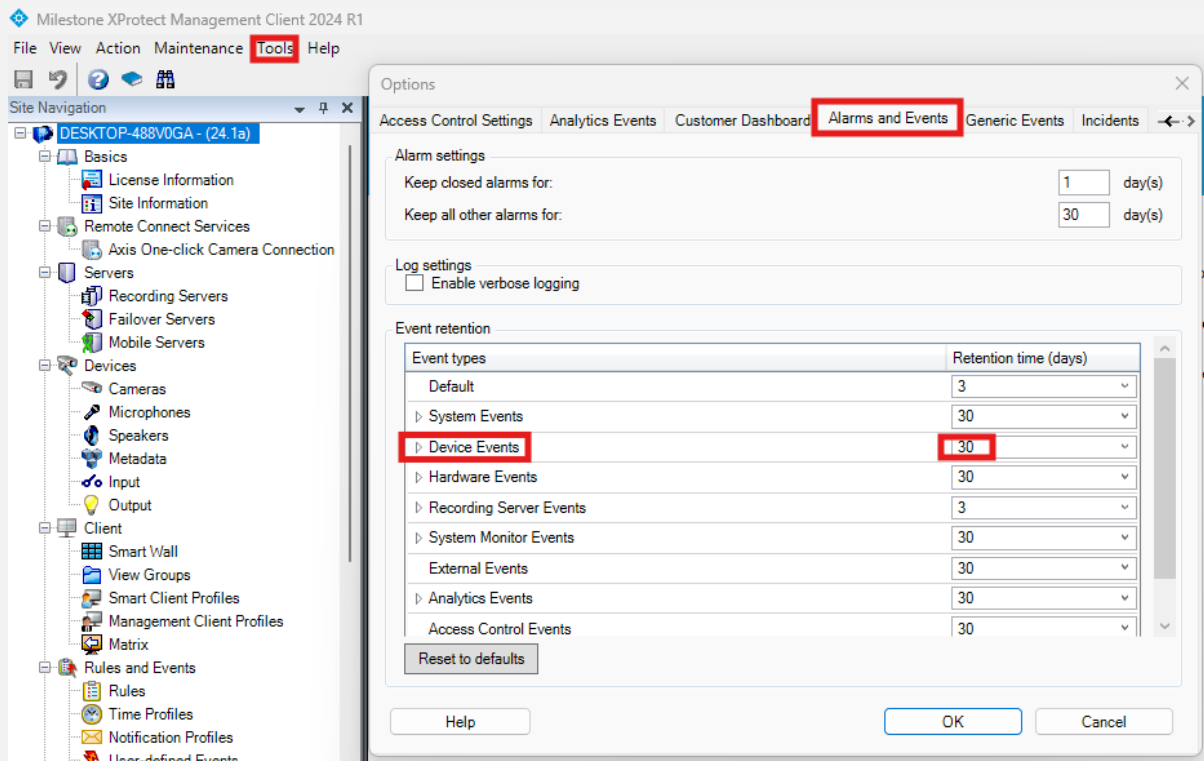 Milestone XProtect Management Client 2024 R1
File View Action Maintenance Tools Help
Site Navigation
DESKTOP-488V0GA - (24.1a)
Basics
License Information
Site Information
Remote Connect Services
Axis One-click Camera Connection
Servers
Recording Servers
Failover Servers
Mobile Servers
Devices
Cameras
Microphones
Speakers
Metadata
Input
Output
Client
Smart Wall
View Groups
Smart Client Profiles
Management Client Profiles
Matrix
Rules and Events
Rules
Time Profiles
Notification Profiles
User-defined Events
Options
Access Control Settings Analytics Events Customer Dashboard Alarms and Events Generic Events Incidents
Alarm settings
Keep closed alarms for: 1 day(s)
Keep all other alarms for: 30 day(s)
Log settings
Enable verbose logging
Event retention
Event types Retention time (days)
Default 3
System Events 30
Device Events 30
Hardware Events 30
Recording Server Events 3
System Monitor Events 30
External Events 30
Analytics Events 30
Access Control Events 30
Reset to defaults
Help OK Cancel